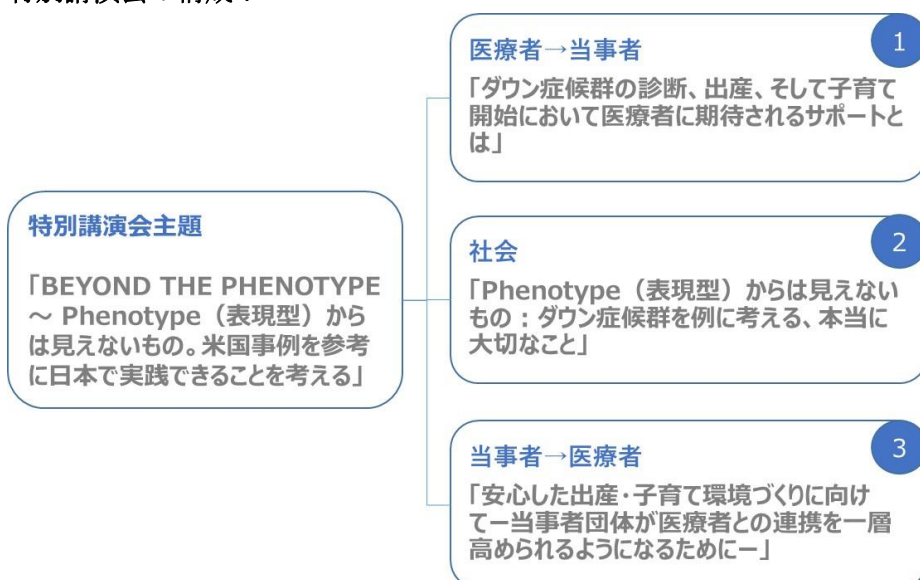 特別講演会主題
「BEYOND THE PHENOTYPE
～ Phenotype（表現型）から
は見えないもの。米国事例を参考
に日本で実践できることを考える」
1
医療者→当事者
「ダウン症候群の診断、出産、そして子育て
開始において医療者に期待されるサポートと
は」
2
社会
「Phenotype（表現型）からは見えない
もの：ダウン症候群を例に考える、本当に
大切なこと」
3
当事者→医療者
「安心した出産・子育て環境づくりに向け
てー当事者団体が医療者との連携を一層
高められるようになるためにー」